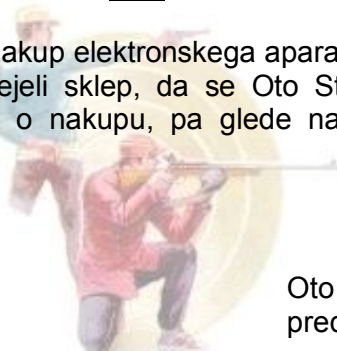 akup elektronskega apara
ejeli sklep, da se Oto St
o nakupu, pa glede na
Oto
pred